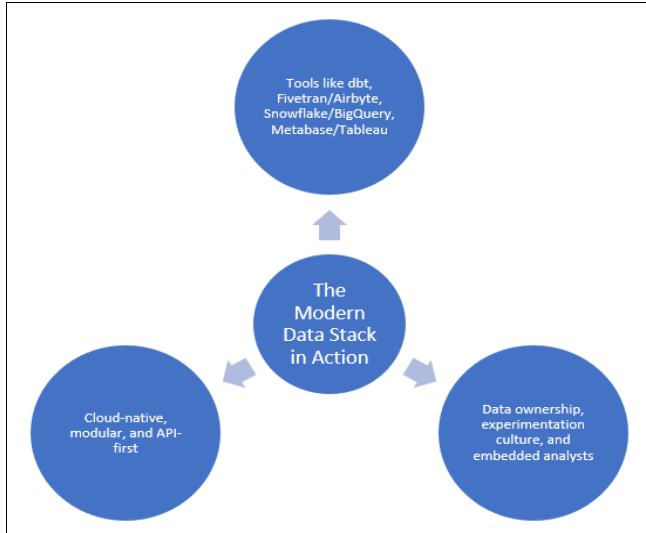 Tools like dbt,
Fivetran/Airbyte,
Snowflake/BigQuery,
Metabase/Tableau
The
Modern
Data Stack
in Action
Cloud-native,
modular, and API-
first
Data ownership,
experimentation
culture, and
embedded analysts